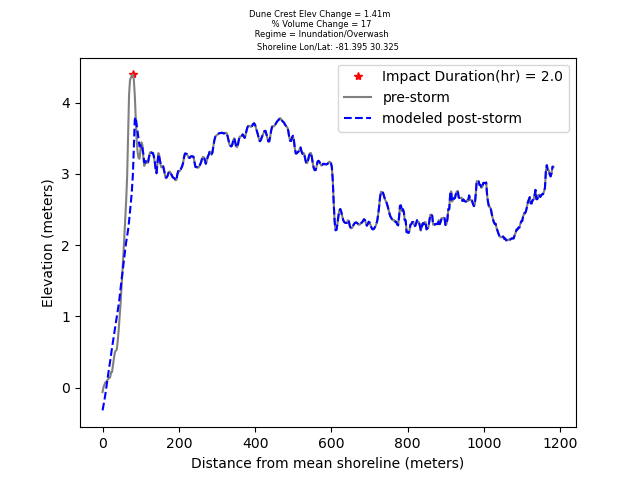 Dune Crest Elev Change = 1.41m
% Volume Change = 17
Regime = Inundation/Overwash
Shoreline Lon/Lat: -81.395 30.325
Impact Duration(hr) = 2.0
pre-storm
modeled post-storm
4
3
2
1
0
Elevation (meters)
0 200 400 600 800 1000 1200
Distance from mean shoreline (meters)